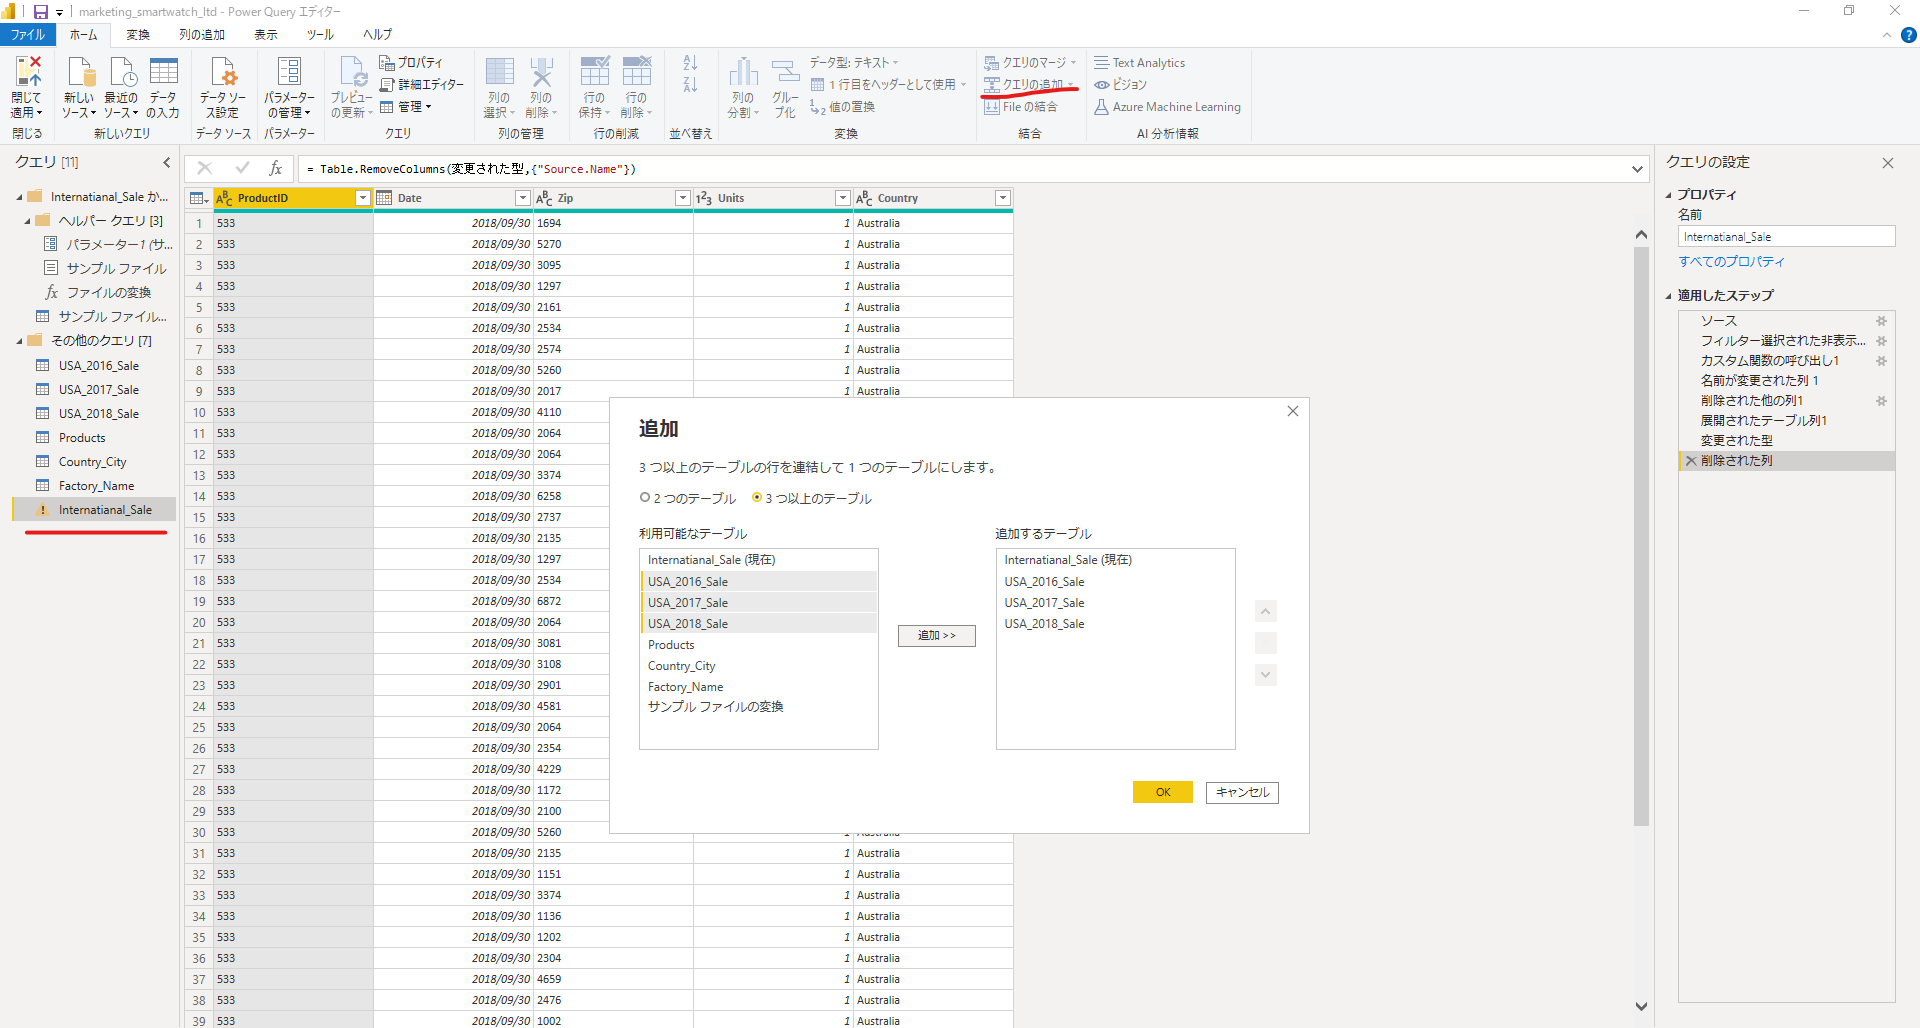 marketing_smartwatch_ltd - Power Query エディター
ファイル ホーム 変換 列の追加 表示 ツール ヘルプ
閉じて適用 新しいソース 最近のソース データの入力 データ ソース設定 パラメーターの管理 プレビューの更新 プロパティ 詳細エディター 管理 列の選択 列の削除 行の保持 行の削除 列の分割 グループ化 データ型: テキスト 1 行目をヘッダーとして使用 値の置換 クエリのマージ クエリの追加 File の結合 Text Analytics ビジョン Azure Machine Learning
閉じる 新しいクエリ データ ソース パラメーター クエリ 列の管理 行の削減 並べ替え 変換 結合 AI 分析情報
クエリ [11]
Internatianal_Sale か...
ヘルパー クエリ [3]
パラメーター1 (サ...
サンプル ファイル
ファイルの変換
サンプル ファイル...
その他のクエリ [7]
USA_2016_Sale
USA_2017_Sale
USA_2018_Sale
Products
Country_City
Factory_Name
Internatianal_Sale
fx = Table.RemoveColumns(変更された型,{"Source.Name"})
ProductID Date Zip Units Country
1 533 2018/09/30 1694 1 Australia
2 533 2018/09/30 5270 1 Australia
3 533 2018/09/30 3095 1 Australia
4 533 2018/09/30 1297 1 Australia
5 533 2018/09/30 2161 1 Australia
6 533 2018/09/30 2534 1 Australia
7 533 2018/09/30 2574 1 Australia
8 533 2018/09/30 5260 1 Australia
9 533 2018/09/30 2017 1 Australia
10 533 2018/09/30 4110
11 533 2018/09/30 2064
12 533 2018/09/30 2064
13 533 2018/09/30 3374
14 533 2018/09/30 6258
15 533 2018/09/30 2737
16 533 2018/09/30 2135
17 533 2018/09/30 1297
18 533 2018/09/30 2534
19 533 2018/09/30 6872
20 533 2018/09/30 2064
21 533 2018/09/30 3081
22 533 2018/09/30 3108
23 533 2018/09/30 2901
24 533 2018/09/30 4581
25 533 2018/09/30 2064
26 533 2018/09/30 2354
27 533 2018/09/30 4229
28 533 2018/09/30 1172
29 533 2018/09/30 2100
30 533 2018/09/30 5260 1 Australia
31 533 2018/09/30 2135 1 Australia
32 533 2018/09/30 1151 1 Australia
33 533 2018/09/30 3374 1 Australia
34 533 2018/09/30 1136 1 Australia
35 533 2018/09/30 1202 1 Australia
36 533 2018/09/30 2304 1 Australia
37 533 2018/09/30 4659 1 Australia
38 533 2018/09/30 2476 1 Australia
39 533 2018/09/30 1002 1 Australia
追加
3 つ以上のテーブルの行を連結して 1 つのテーブルにします。
2 つのテーブル 3 つ以上のテーブル
利用可能なテーブル
Internatianal_Sale (現在)
USA_2016_Sale
USA_2017_Sale
USA_2018_Sale
Products
Country_City
Factory_Name
サンプル ファイルの変換
追加 >>
追加するテーブル
Internatianal_Sale (現在)
USA_2016_Sale
USA_2017_Sale
USA_2018_Sale
OK キャンセル
クエリの設定
プロパティ
名前
Internatianal_Sale
すべてのプロパティ
適用したステップ
ソース
フィルター選択された非表示...
カスタム関数の呼び出し1
名前が変更された列 1
削除された他の列1
展開されたテーブル列1
変更された型
削除された列